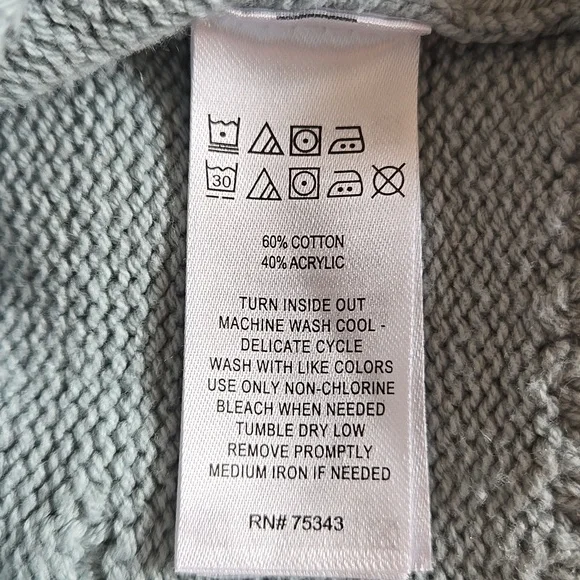 30
60% COTTON
40% ACRYLIC
TURN INSIDE OUT
MACHINE WASH COOL -
DELICATE CYCLE
WASH WITH LIKE COLORS
USE ONLY NON-CHLORINE
BLEACH WHEN NEEDED
TUMBLE DRY LOW
REMOVE PROMPTLY
MEDIUM IRON IF NEEDED
RN# 75343